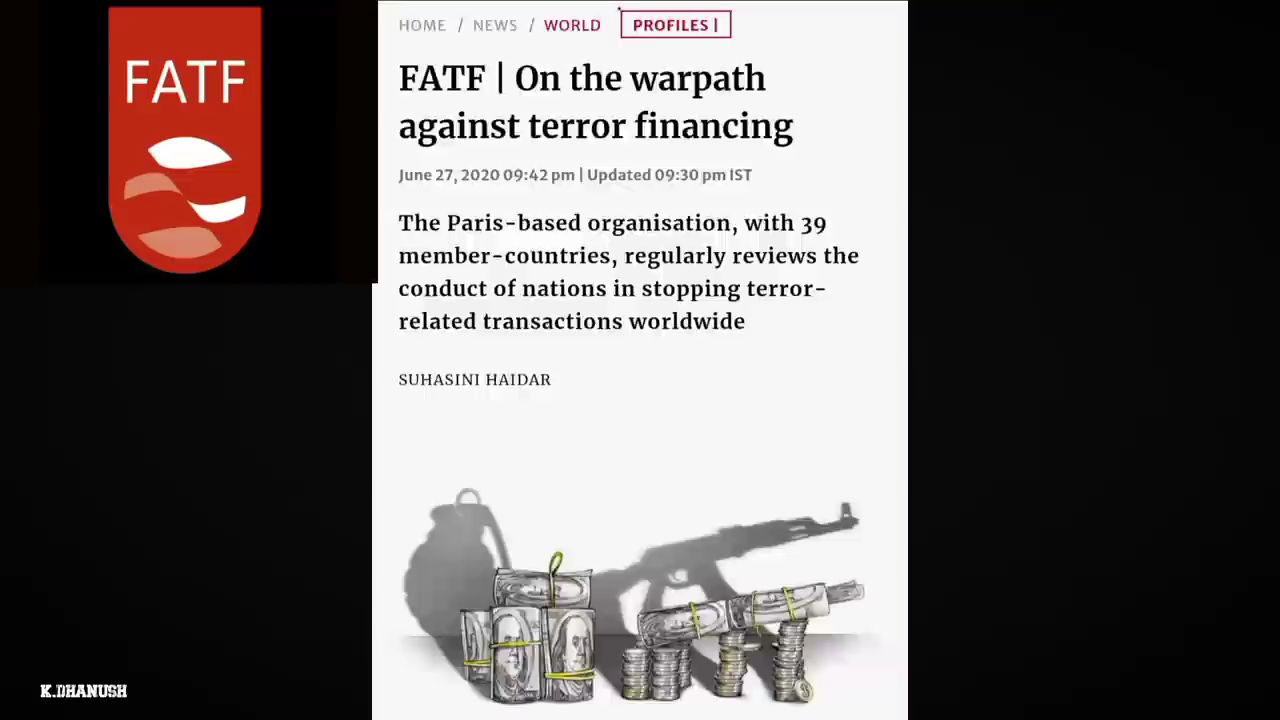 FATF
HOME / NEWS / WORLD PROFILES |
FATF | On the warpath
against terror financing
June 27, 2020 09:42 pm | Updated 09:30 pm IST
The Paris-based organisation, with 39
member-countries, regularly reviews the
conduct of nations in stopping terror-
related transactions worldwide
SUHASINI HAIDAR
K.DHANUSH